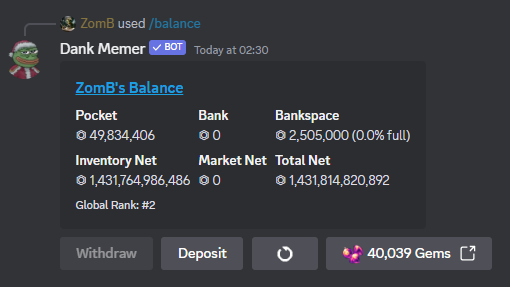 ZomB used /balance
Dank Memer ✓ BOT Today at 02:30
ZomB's Balance
Pocket Bank Bankspace
49,834,406 0 2,505,000 (0.0% full)
Inventory Net Market Net Total Net
1,431,764,986,486 0 1,431,814,820,892
Global Rank: #2
Withdraw Deposit 40,039 Gems